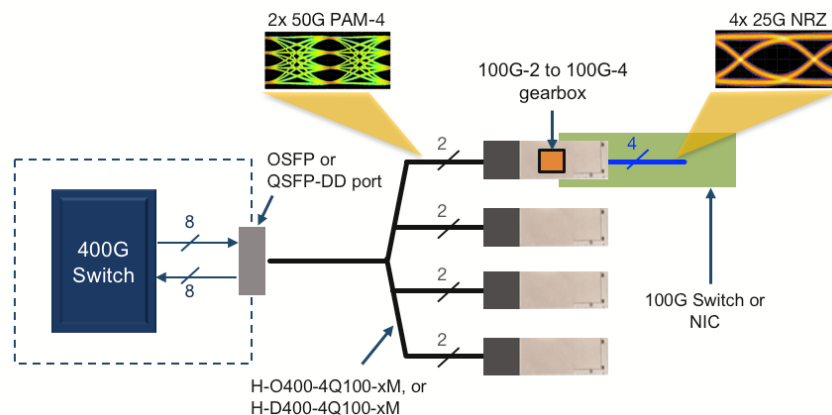 2x 50G PAM-4
4x 25G NRZ
100G-2 to 100G-4
gearbox
OSFP or
QSFP-DD port
2
4
8
400G
Switch
8
2
2
2
100G Switch or
NIC
H-O400-4Q100-xM, or
H-D400-4Q100-xM